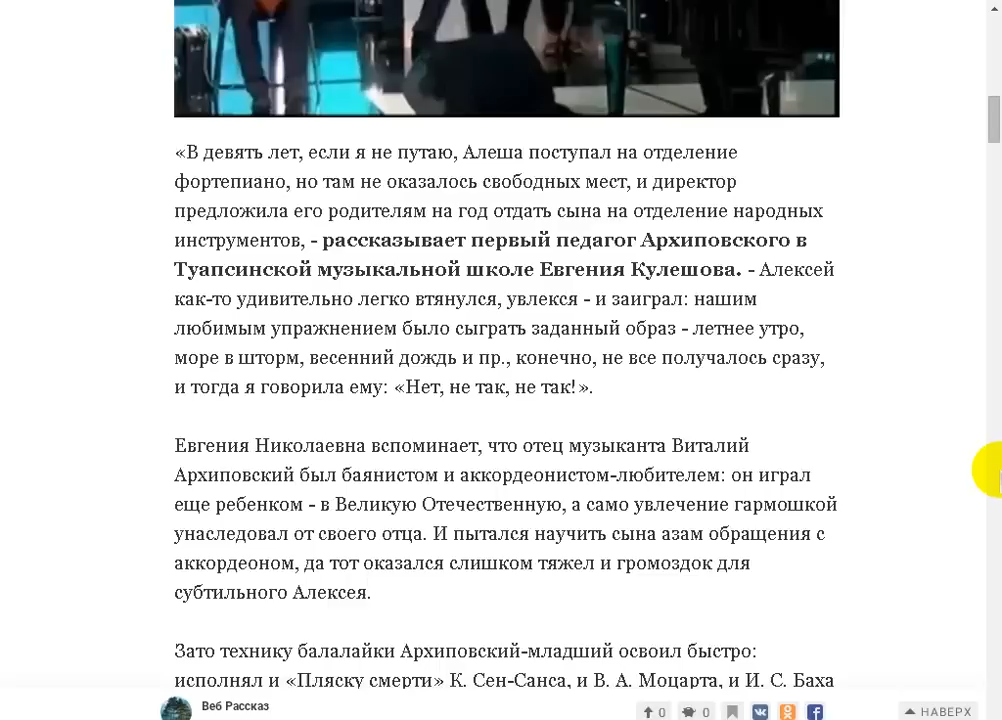 «В девять лет, если я не путаю, Алеша поступал на отделение
фортепиано, но там не оказалось свободных мест, и директор
предложила его родителям на год отдать сына на отделение народных
инструментов, - рассказывает первый педагог Архиповского в
Туапсинской музыкальной школе Евгения Кулешова. - Алексей
как-то удивительно легко втянулся, увлекся - и заиграл: нашим
любимым упражнением было сыграть заданный образ - летнее утро,
море в шторм, весенний дождь и пр., конечно, не все получалось сразу,
и тогда я говорила ему: «Нет, не так, не так!».
Евгения Николаевна вспоминает, что отец музыканта Виталий
Архиповский был баянистом и аккордеонистом-любителем: он играл
еще ребенком - в Великую Отечественную, а само увлечение гармошкой
унаследовал от своего отца. И пытался научить сына азам обращения с
аккордеоном, да тот оказался слишком тяжел и громоздок для
субтильного Алексея.
Зато технику балалайки Архиповский-младший освоил быстро:
исполнял и «Пляску смерти» К. Сен-Санса, и В. А. Моцарта, и И. С. Баха
Веб Рассказ
0 0 НАВЕРХ